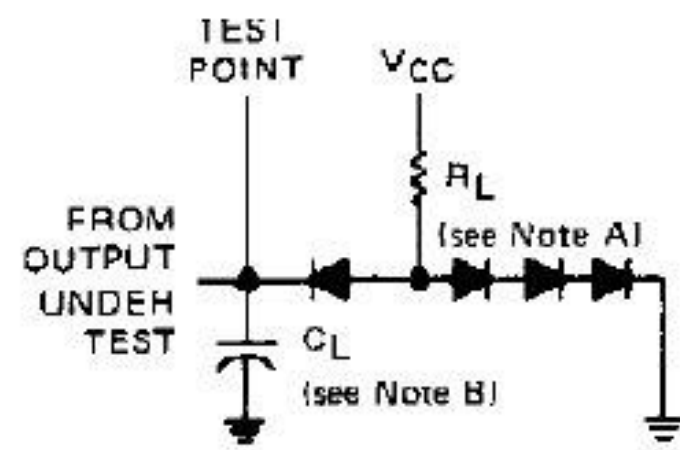 TEST
POINT
VCC
RL
(see Note A)
FROM
OUTPUT
UNDER
TEST
CL
(see Note B)